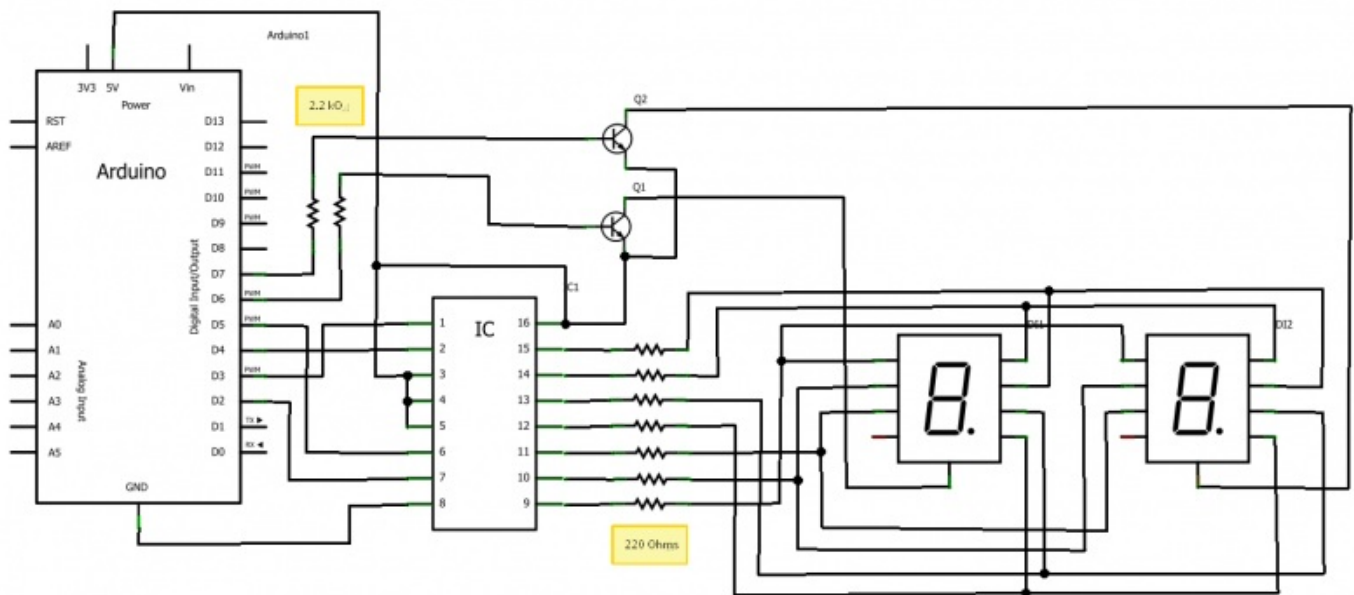 Arduino1
3V3 5V Vin
Power
RST
AREF
Arduino
D13
D12
D11 PWM
D10 PWM
D9 PWM
D8
D7
D6 PWM
D5 PWM
D4
D3 PWM
D2
D1 TX
D0 RX
Digital Input/Output
A0
A1
A2
A3
A4
A5
Analog Input
GND
2.2 kO
Q2
Q1
C1
IC
1 16
2 15
3 14
4 13
5 12
6 11
7 10
8 9
220 Ohms
DI2